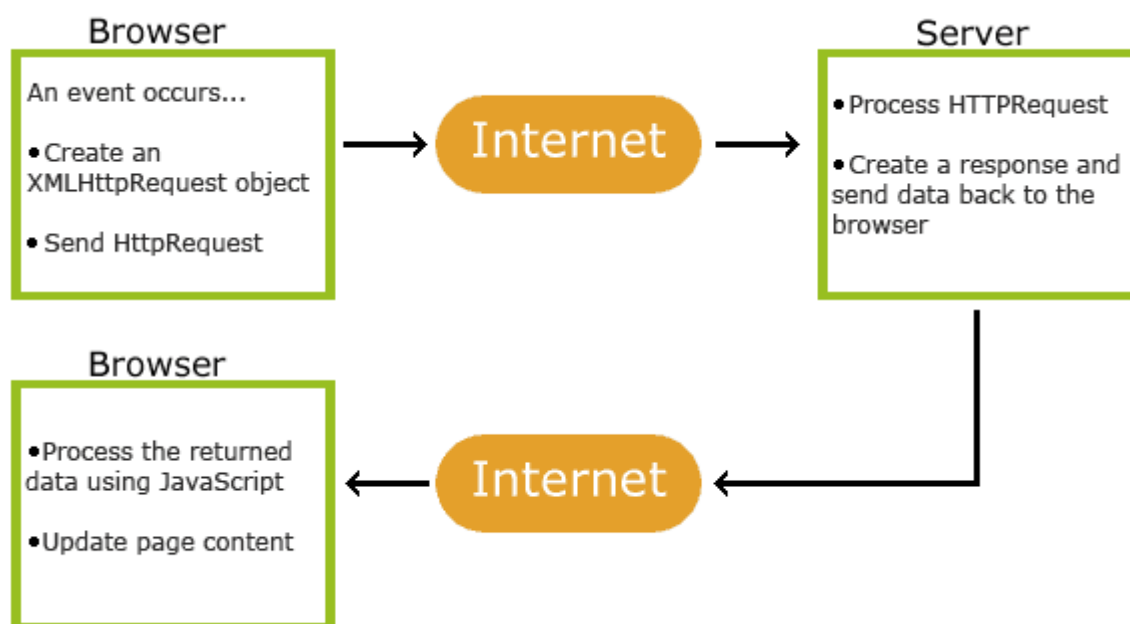 Browser
An event occurs...
•Create an
XMLHttpRequest object
• Send HttpRequest
Internet
Server
•Process HTTPRequest
•Create a response and
send data back to the
browser
Browser
•Process the returned
data using JavaScript
•Update page content
Internet